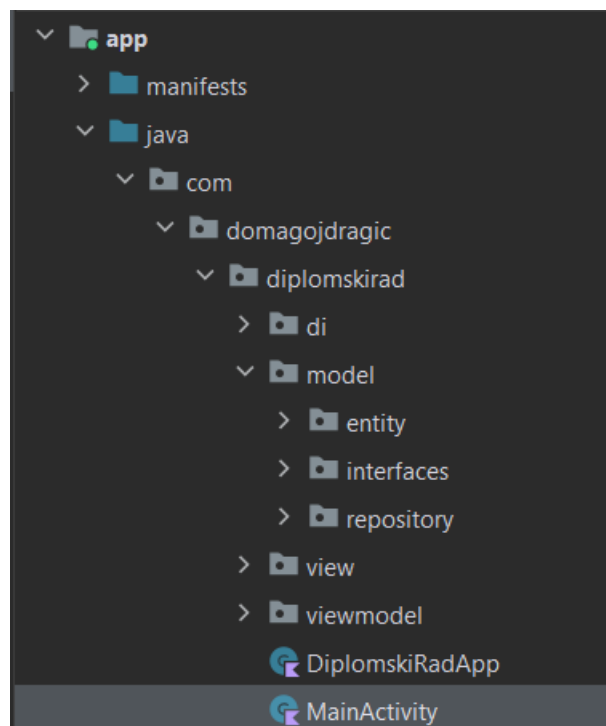 app
manifests
java
com
domagojdragic
diplomskirad
di
model
entity
interfaces
repository
view
viewmodel
DiplomskiRadApp
MainActivity